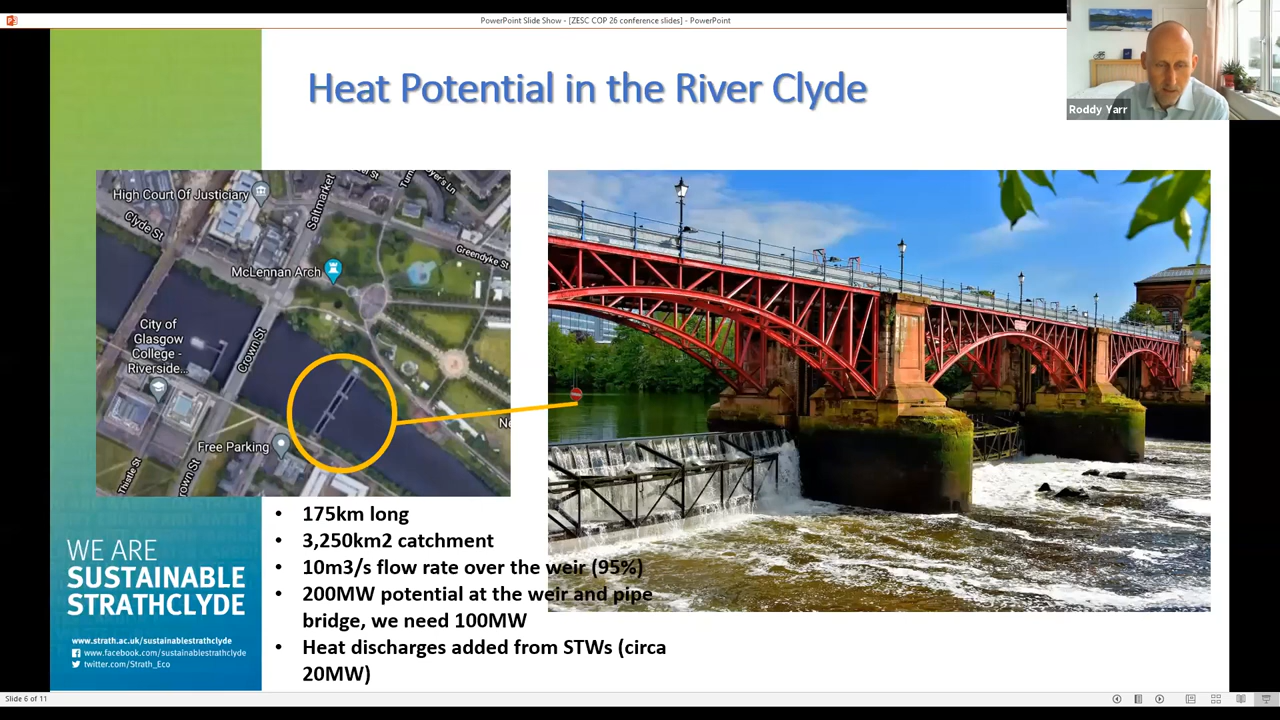 PowerPoint Slide Show - [ZESC COP 26 conference slides] - PowerPoint
Roddy Yarr
Heat Potential in the River Clyde
High Court Of Justiciary
Clyde St
Saltmarket
Greendyke St
McLennan Arch
City of
Glasgow
College -
Riverside...
Crown St
Free Parking
Thistle St
• 175km long
• 3,250km2 catchment
• 10m3/s flow rate over the weir (95%)
• 200MW potential at the weir and pipe
bridge, we need 100MW
• Heat discharges added from STWs (circa
20MW)
WE ARE
SUSTAINABLE
STRATHCLYDE
www.strath.ac.uk/sustainablestrathclyde
www.facebook.com/sustainablestrathclyde
twitter.com/Strath_Eco
Slide 6 of 11